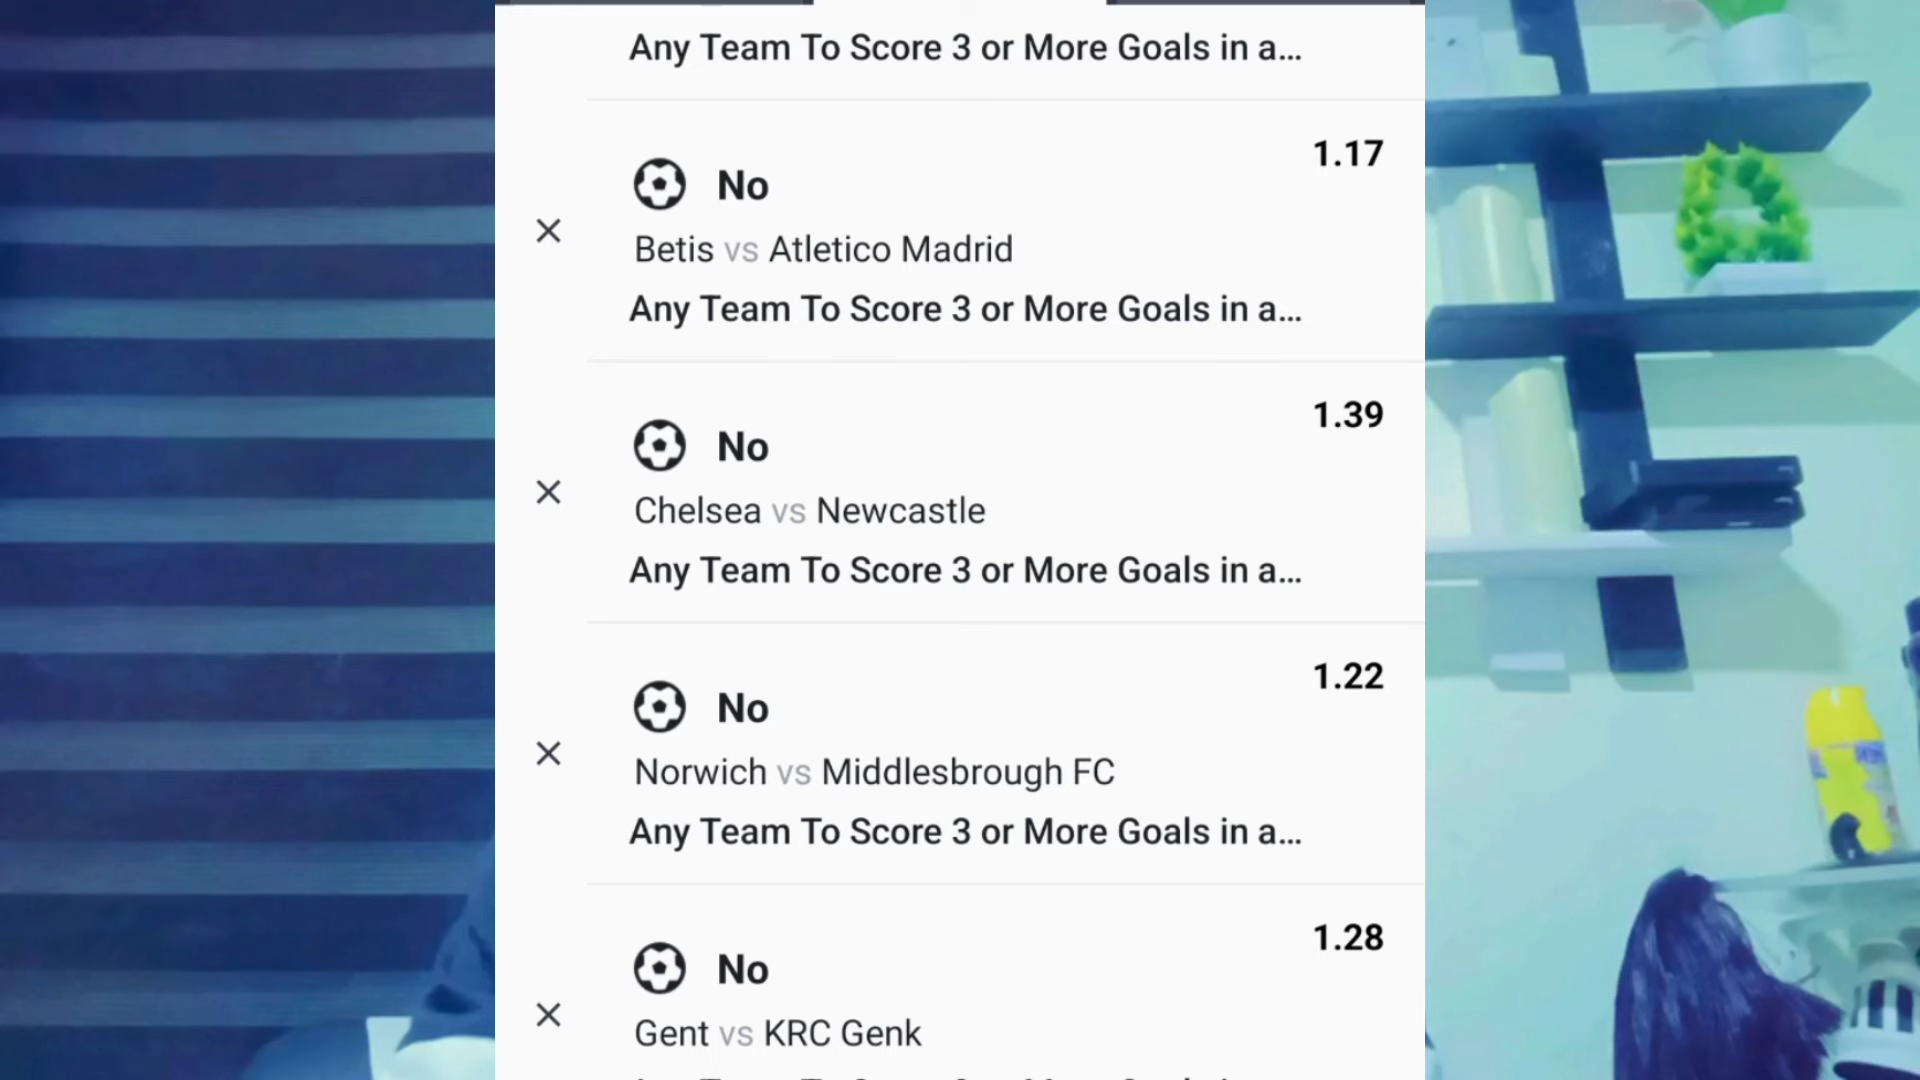 Any Team To Score 3 or More Goals in a...
1.17
No
Betis vs Atletico Madrid
Any Team To Score 3 or More Goals in a...
1.39
No
Chelsea vs Newcastle
Any Team To Score 3 or More Goals in a...
1.22
No
Norwich vs Middlesbrough FC
Any Team To Score 3 or More Goals in a...
1.28
No
Gent vs KRC Genk